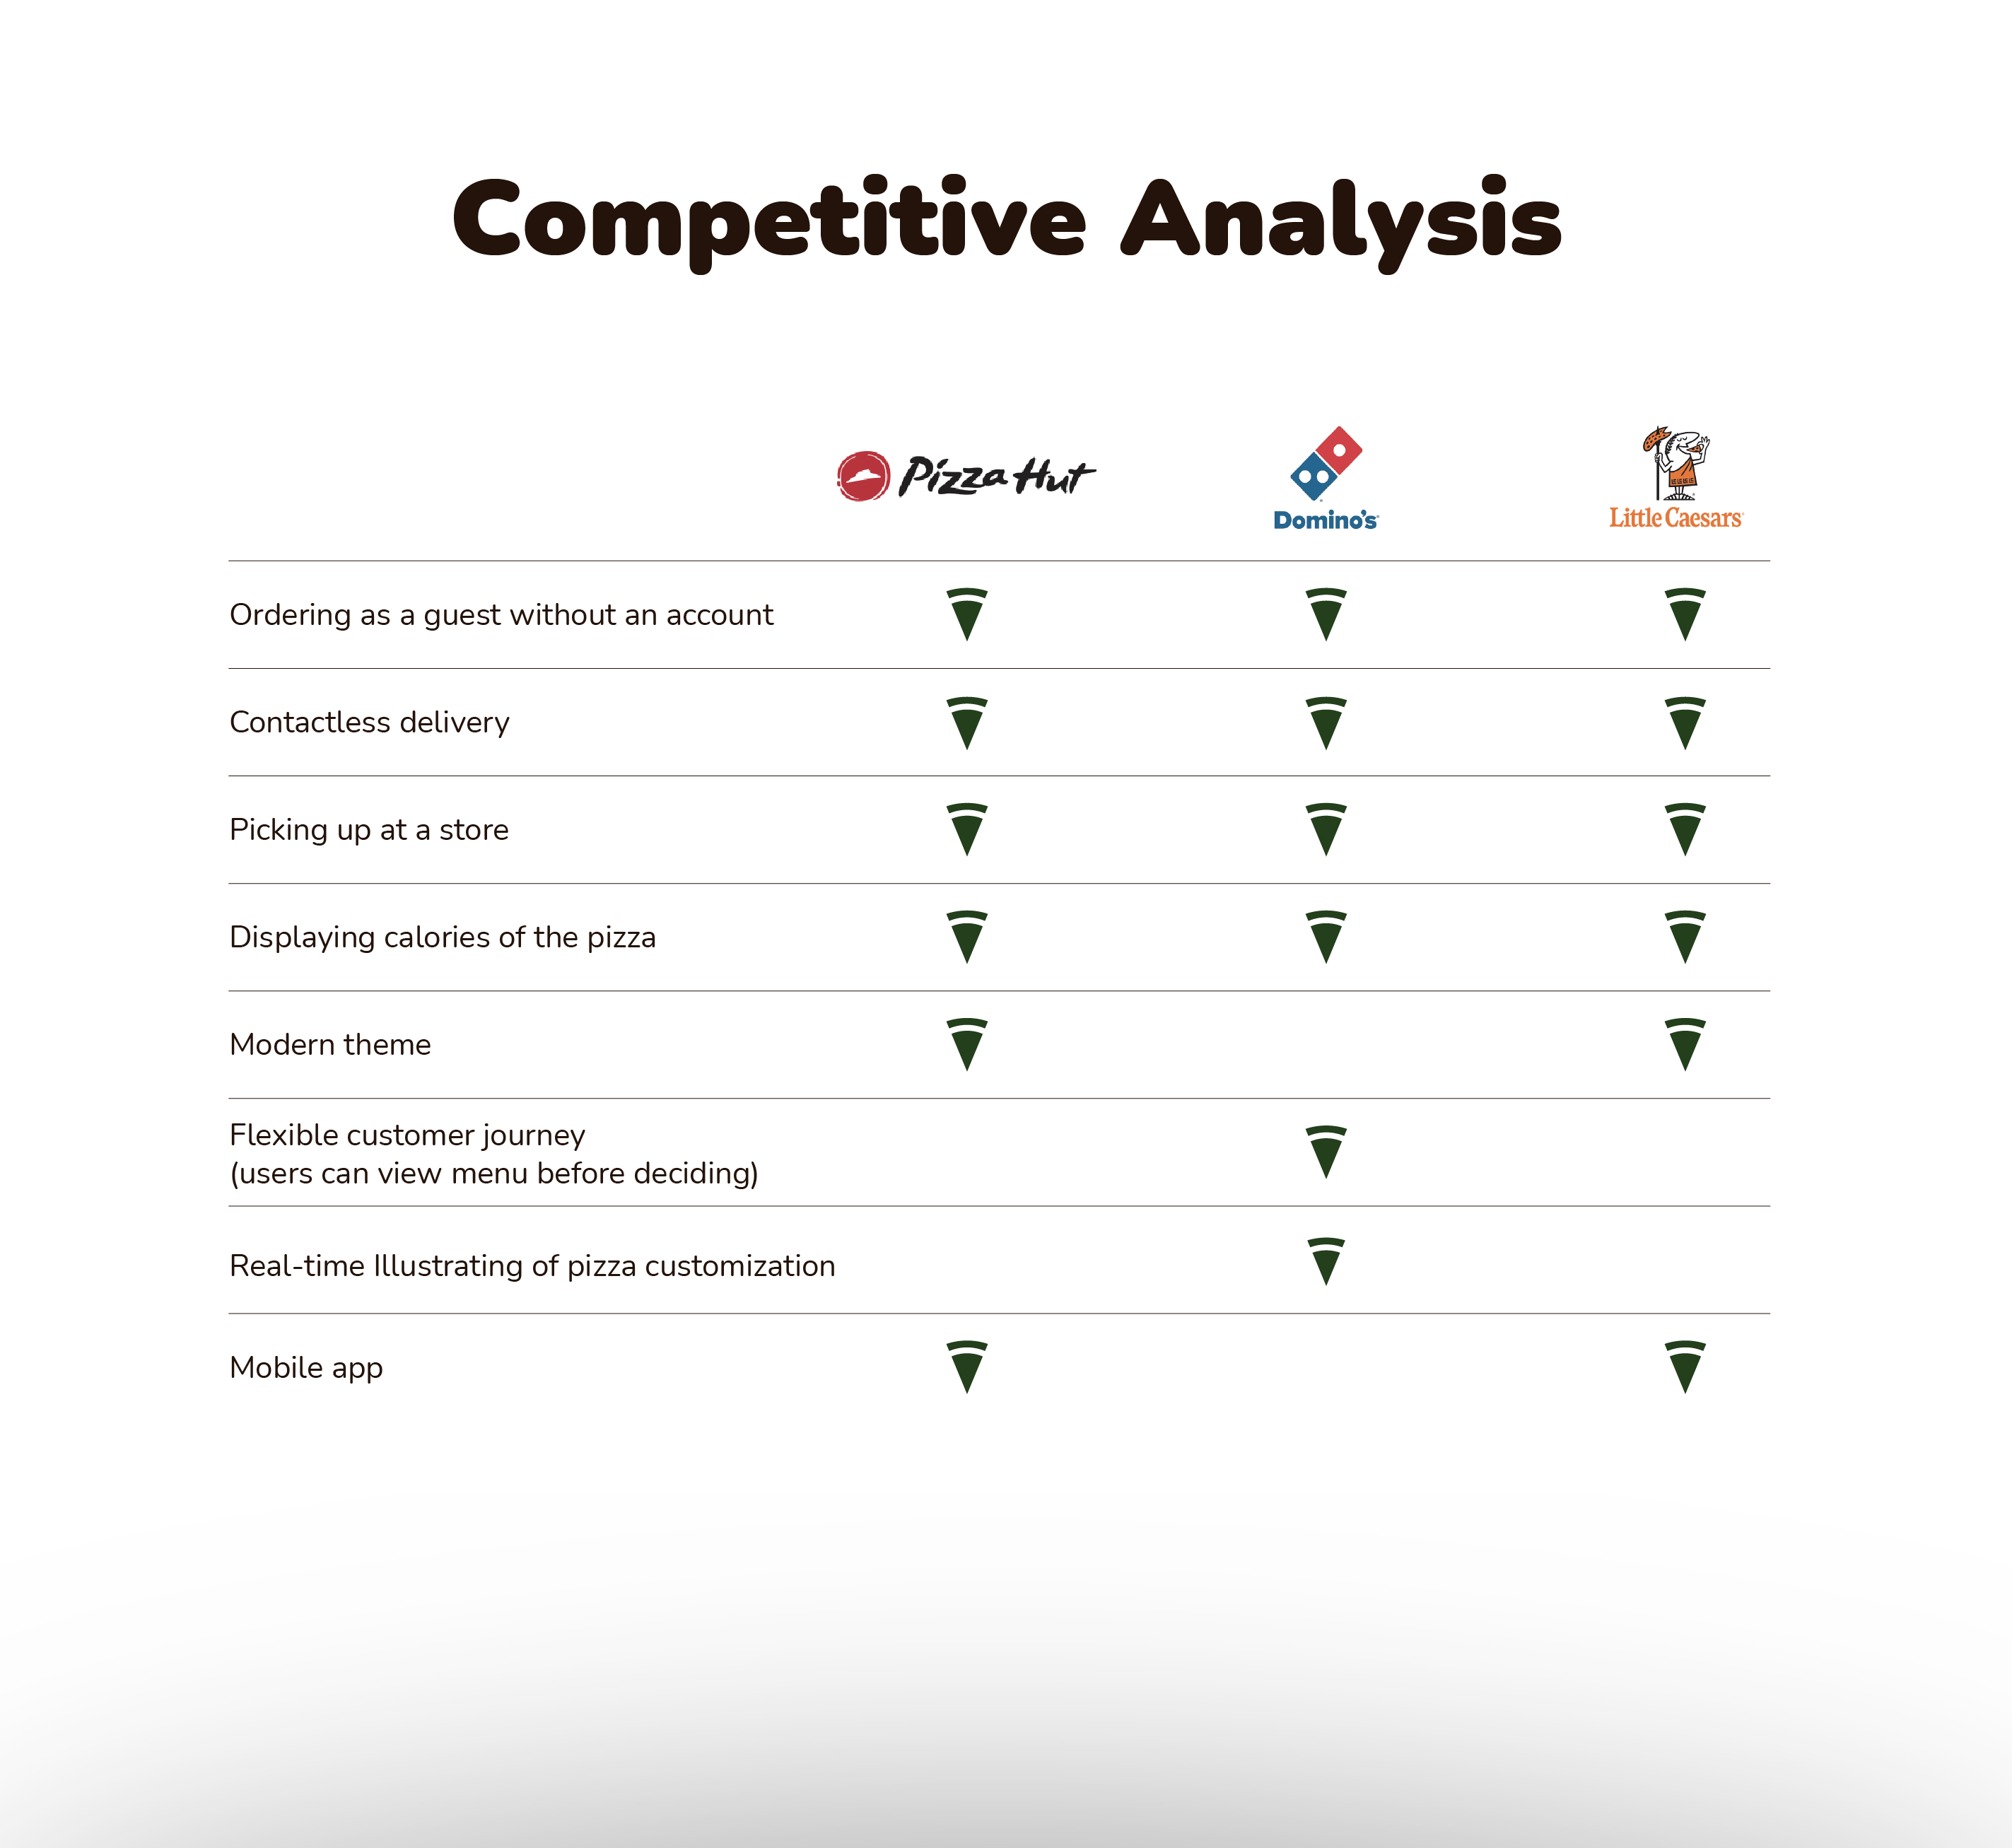 Competitive Analysis
Pizza Hut
Domino's
Little Caesars
Ordering as a guest without an account
Contactless delivery
Picking up at a store
Displaying calories of the pizza
Modern theme
Flexible customer journey
(users can view menu before deciding)
Real-time Illustrating of pizza customization
Mobile app